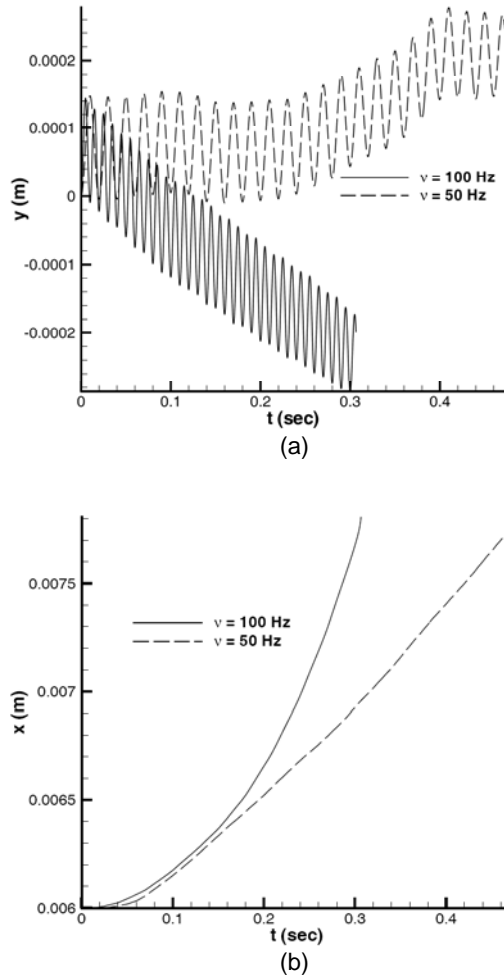 0.0002
0.0001
0
-0.0001
-0.0002
y (m)
ν = 100 Hz
ν = 50 Hz
0
0.1
0.2
0.3
0.4
t (sec)
(a)
0.0075
0.007
0.0065
0.006
x (m)
ν = 100 Hz
ν = 50 Hz
0
0.1
0.2
0.3
0.4
t (sec)
(b)